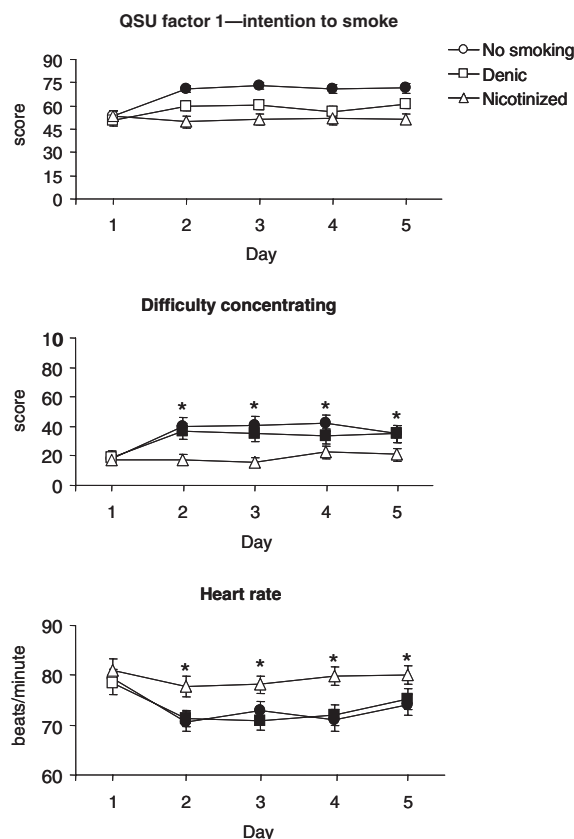 QSU factor 1—intention to smoke
No smoking
Denic
Nicotinized
90
75
60
45
30
15
0
score
1 2 3 4 5
Day
Difficulty concentrating
10
80
60
40
20
0
score
* * * *
1 2 3 4 5
Day
Heart rate
90
80
70
60
beats/minute
* * * *
1 2 3 4 5
Day